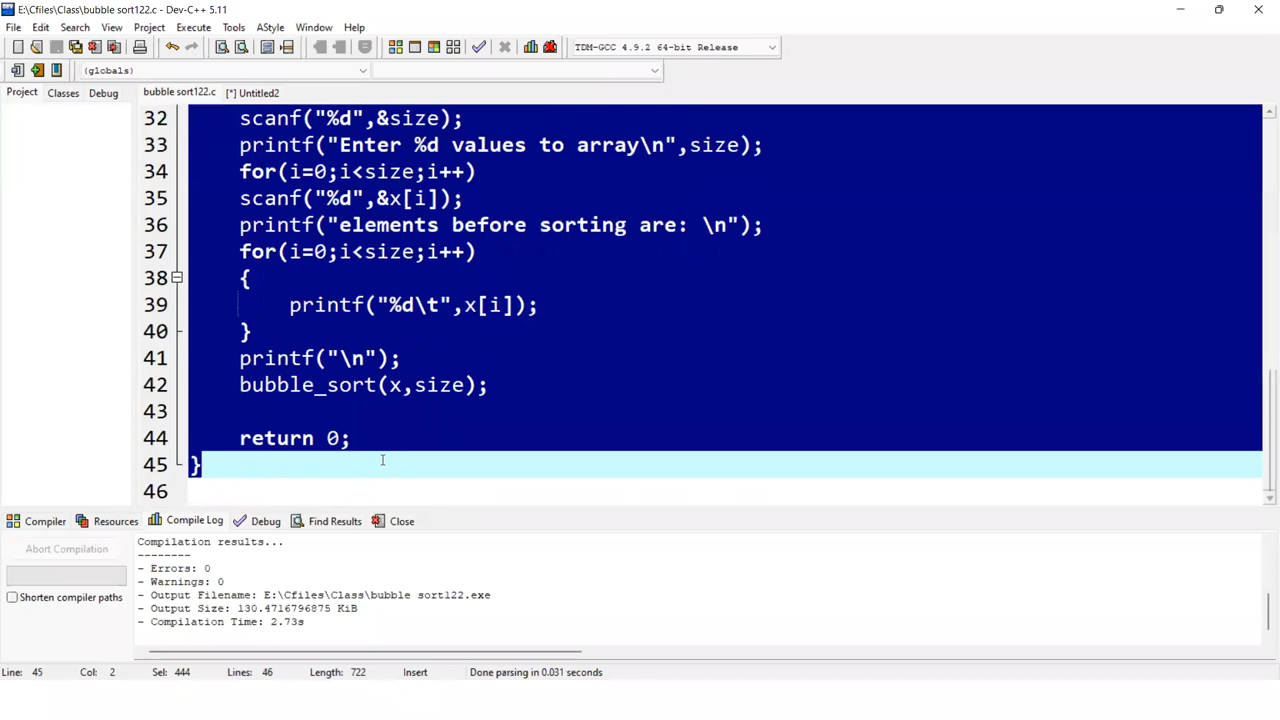 E:\Cfiles\Class\bubble sort122.c - Dev-C++ 5.11
File Edit Search View Project Execute Tools AStyle Window Help
TDM-GCC 4.9.2 64-bit Release
(globals)
Project Classes Debug
bubble sort122.c [*] Untitled2
32 scanf("%d",&size);
33 printf("Enter %d values to array\n",size);
34 for(i=0;i<size;i++)
35 scanf("%d",&x[i]);
36 printf("elements before sorting are: \n");
37 for(i=0;i<size;i++)
38 {
39 printf("%d\t",x[i]);
40 }
41 printf("\n");
42 bubble_sort(x,size);
43
44 return 0;
45 }
46
Compiler Resources Compile Log Debug Find Results Close
Abort Compilation
Shorten compiler paths
Compilation results...
--------
- Errors: 0
- Warnings: 0
- Output Filename: E:\Cfiles\Class\bubble sort122.exe
- Output Size: 130.4716796875 KiB
- Compilation Time: 2.73s
Line: 45 Col: 2 Sel: 444 Lines: 46 Length: 722 Insert Done parsing in 0.031 seconds